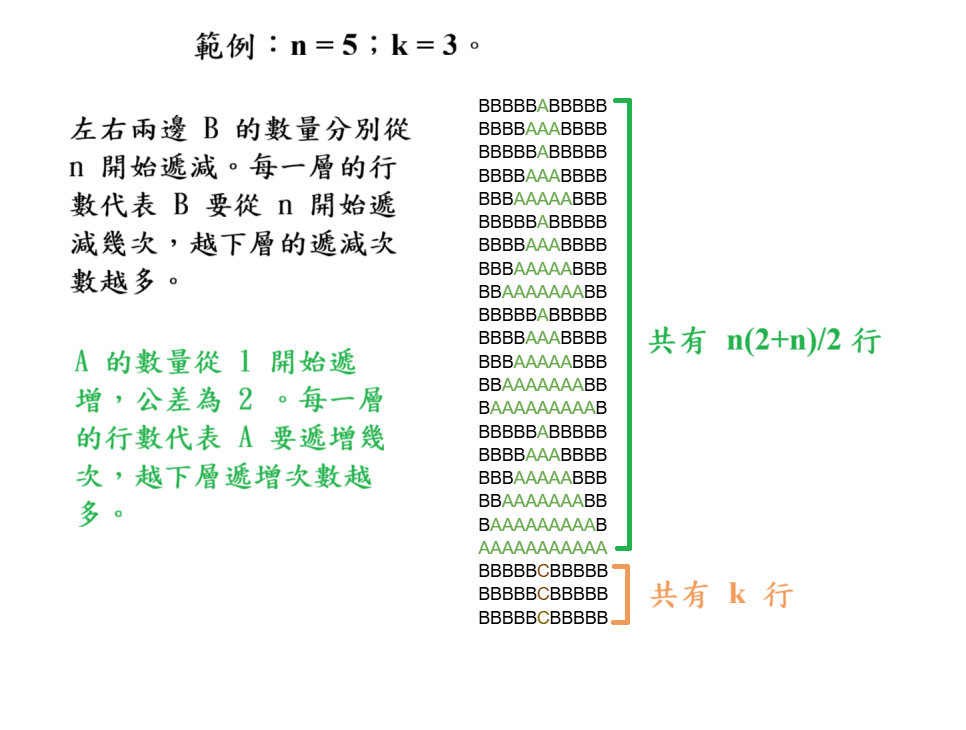 範例：n = 5；k = 3。
左右兩邊 B 的數量分別從
n 開始遞減。每一層的行
數代表 B 要從 n 開始遞
減幾次，越下層的遞減次
數越多。
A 的數量從 1 開始遞
增，公差為 2 。每一層
的行數代表 A 要遞增幾
次，越下層遞增次數越
多。
BBBBBABBBBB
BBBBAAABBBB
BBBBBABBBBB
BBBBAAABBBB
BBBAAAAABBB
BBBBBABBBBB
BBBBAAABBBB
BBBAAAAABBB
BBAAAAAAABB
BBBBBABBBBB
BBBBAAABBBB
BBBAAAAABBB
BBAAAAAAABB
BAAAAAAAAAB
BBBBBABBBBB
BBBBAAABBBB
BBBAAAAABBB
BBAAAAAAABB
BAAAAAAAAAB
AAAAAAAAAAA
BBBBBCBBBBB
BBBBBCBBBBB
BBBBBCBBBBB
共有 n(2+n)/2 行
共有 k 行